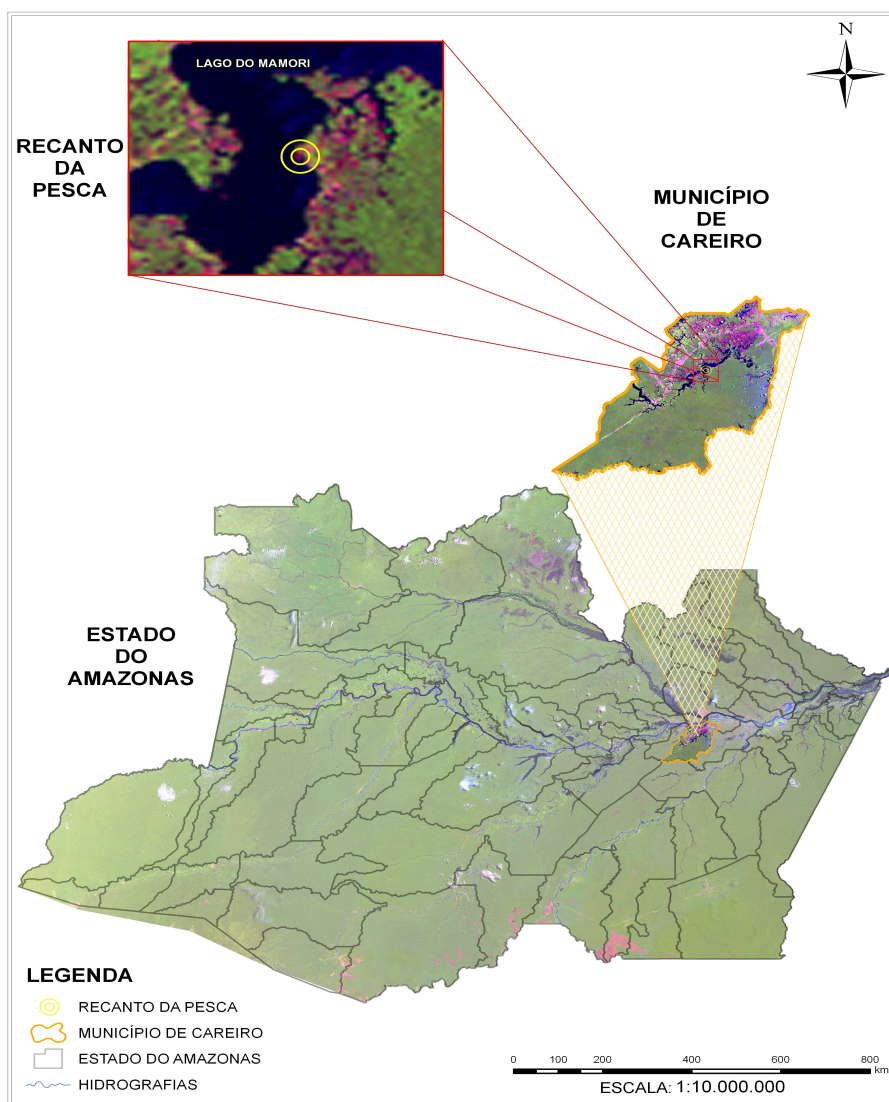 N
LAGO DO MAMORI
RECANTO
DA
PESCA
MUNICÍPIO
DE
CAREIRO
ESTADO
DO
AMAZONAS
LEGENDA
RECANTO DA PESCA
MUNICÍPIO DE CAREIRO
ESTADO DO AMAZONAS
HIDROGRAFIAS
0 100 200 400 600 800
km
ESCALA: 1:10.000.000